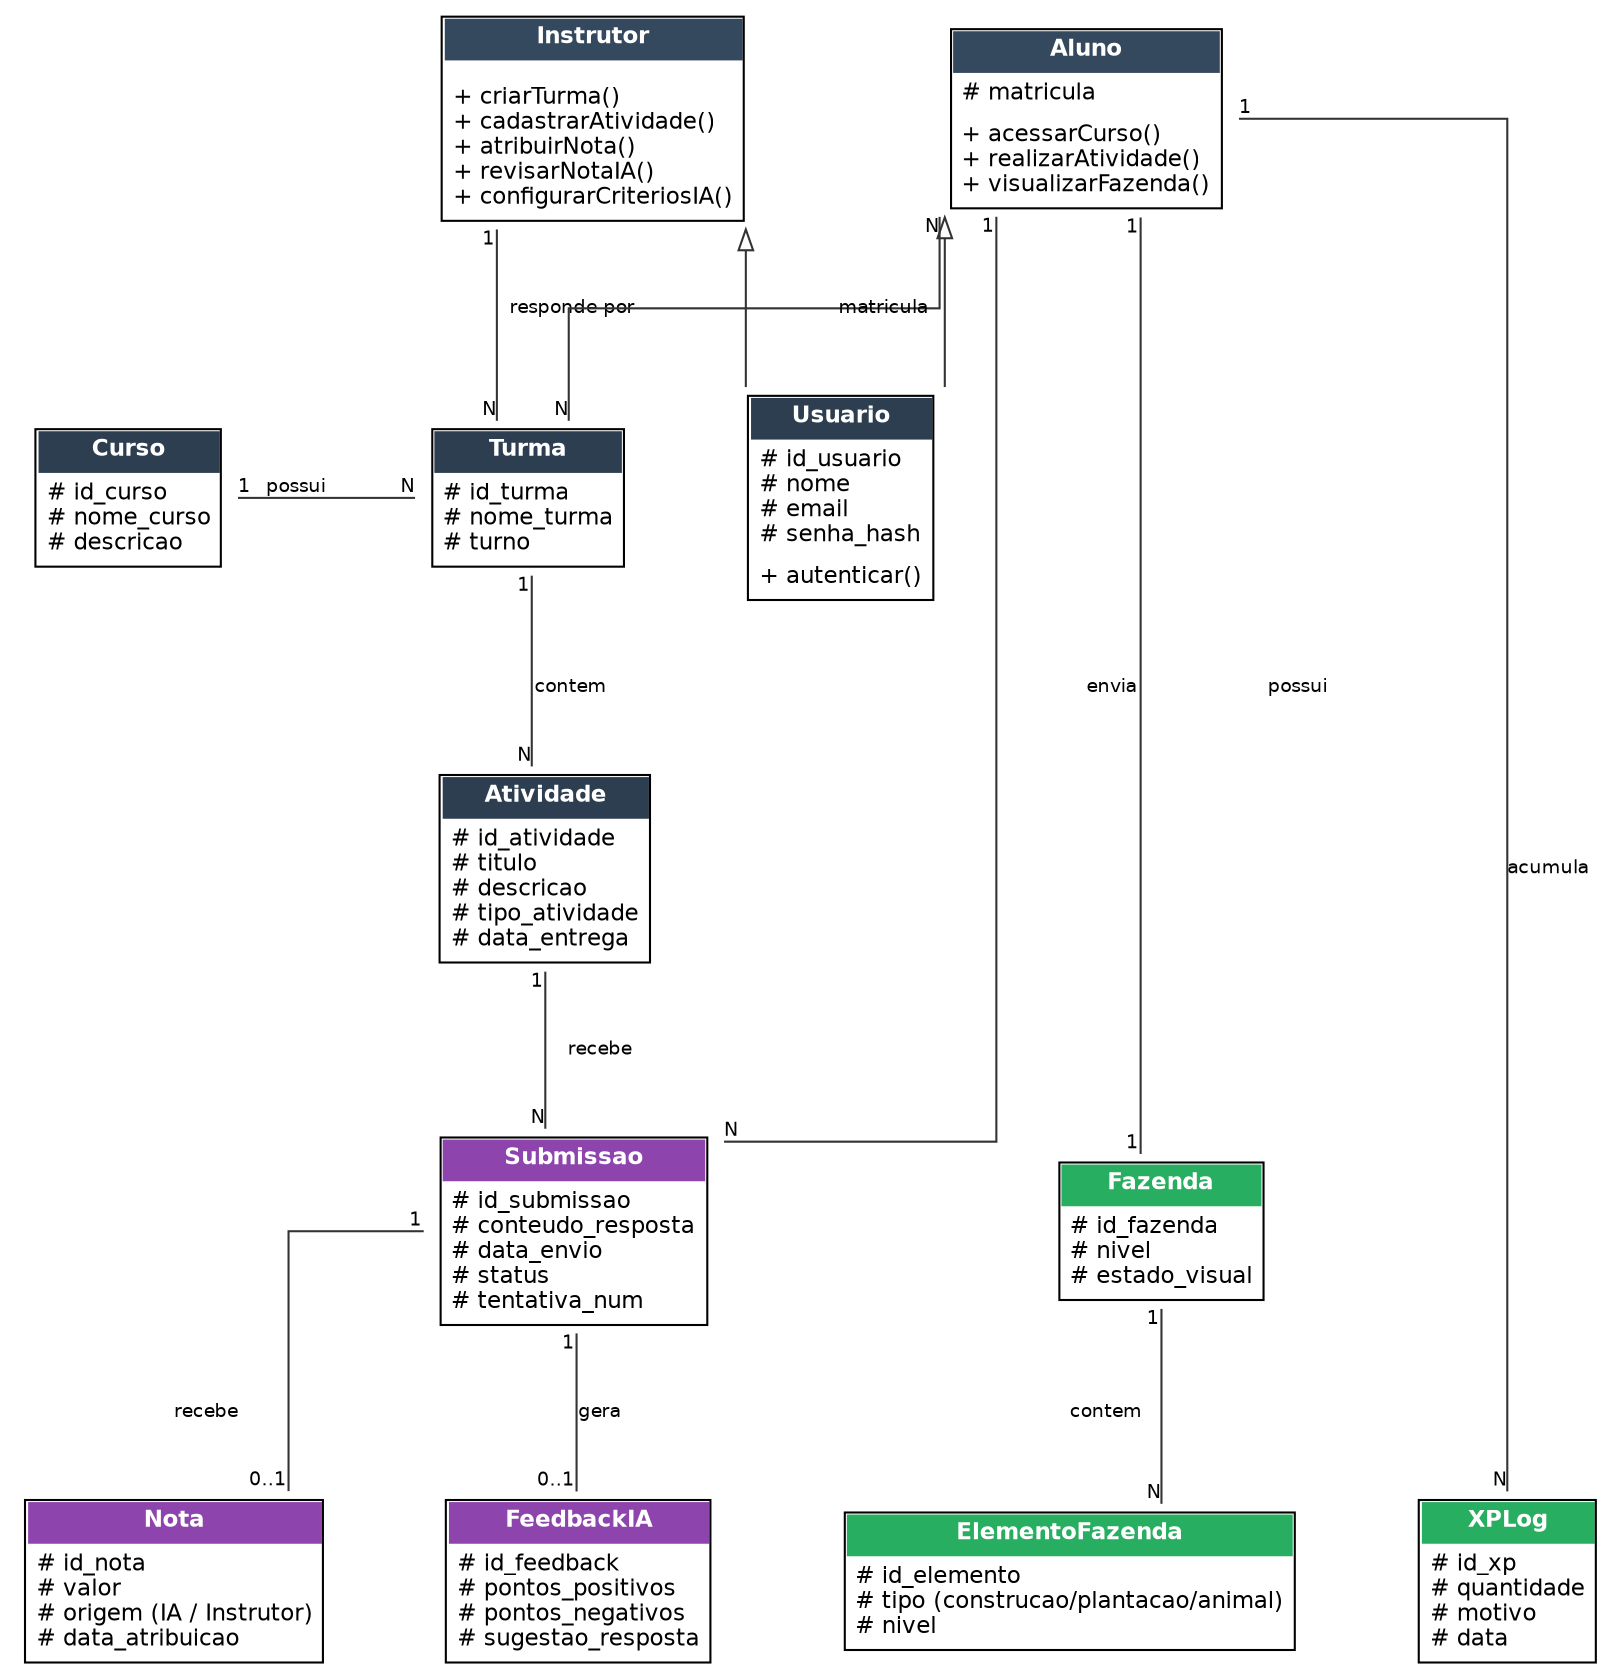 Instrutor
+ criarTurma()
+ cadastrarAtividade()
+ atribuirNota()
+ revisarNotaIA()
+ configurarCriteriosIA()
Aluno
# matricula
+ acessarCurso()
+ realizarAtividade()
+ visualizarFazenda()
1
1
N
1
1
responde por
matricula
N
N
Curso
# id_curso
# nome_curso
# descricao
1 possui N
Turma
# id_turma
# nome_turma
# turno
Usuario
# id_usuario
# nome
# email
# senha_hash
+ autenticar()
1
contem
envia
possui
N
Atividade
# id_atividade
# titulo
# descricao
# tipo_atividade
# data_entrega
acumula
1
recebe
N
N
1
Submissao
# id_submissao
# conteudo_resposta
# data_envio
# status
# tentativa_num
Fazenda
# id_fazenda
# nivel
# estado_visual
1
1
1
recebe
gera
contem
0..1
0..1
N
N
Nota
# id_nota
# valor
# origem (IA / Instrutor)
# data_atribuicao
FeedbackIA
# id_feedback
# pontos_positivos
# pontos_negativos
# sugestao_resposta
ElementoFazenda
# id_elemento
# tipo (construcao/plantacao/animal)
# nivel
XPLog
# id_xp
# quantidade
# motivo
# data